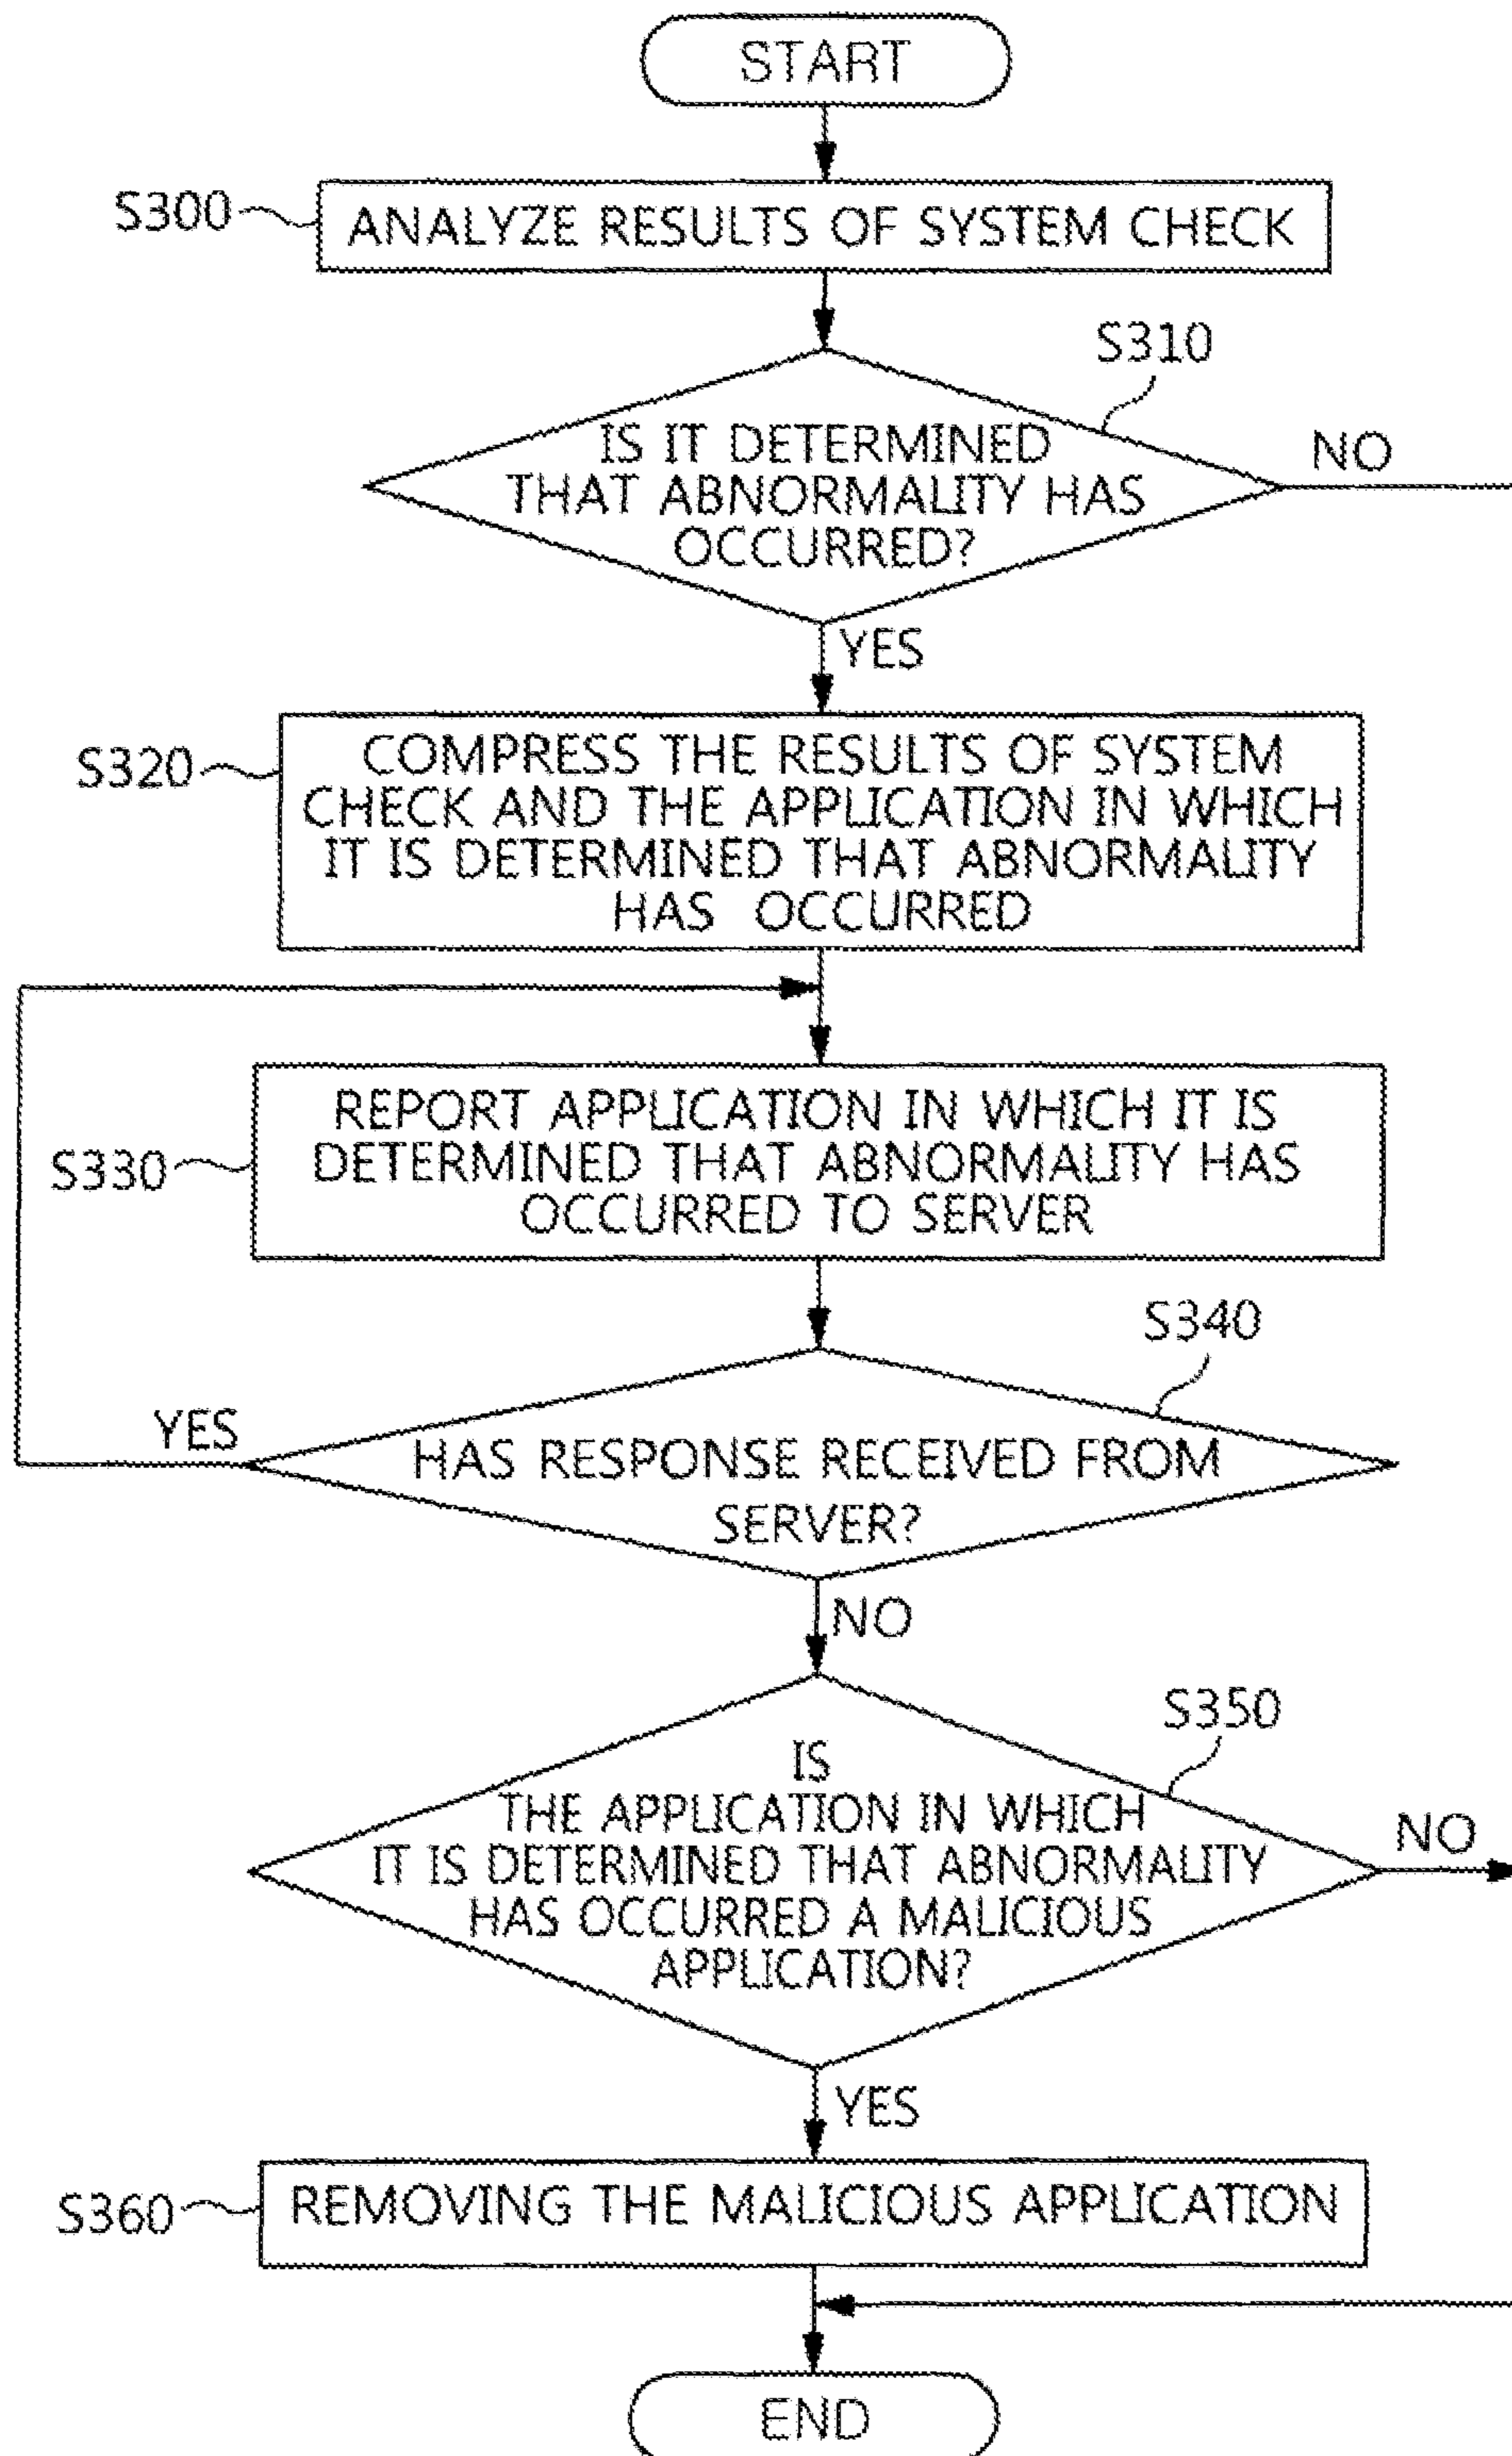 START
S300
ANALYZE RESULTS OF SYSTEM CHECK
S310
IS IT DETERMINED
THAT ABNORMALITY HAS
OCCURRED?
NO
YES
S320
COMPRESS THE RESULTS OF SYSTEM
CHECK AND THE APPLICATION IN WHICH
IT IS DETERMINED THAT ABNORMALITY
HAS OCCURRED
S330
REPORT APPLICATION IN WHICH IT IS
DETERMINED THAT ABNORMALITY HAS
OCCURRED TO SERVER
S340
YES
HAS RESPONSE RECEIVED FROM
SERVER?
NO
S350
IS
THE APPLICATION IN WHICH
IT IS DETERMINED THAT ABNORMALITY
HAS OCCURRED A MALICIOUS
APPLICATION?
NO
YES
S360
REMOVING THE MALICIOUS APPLICATION
END